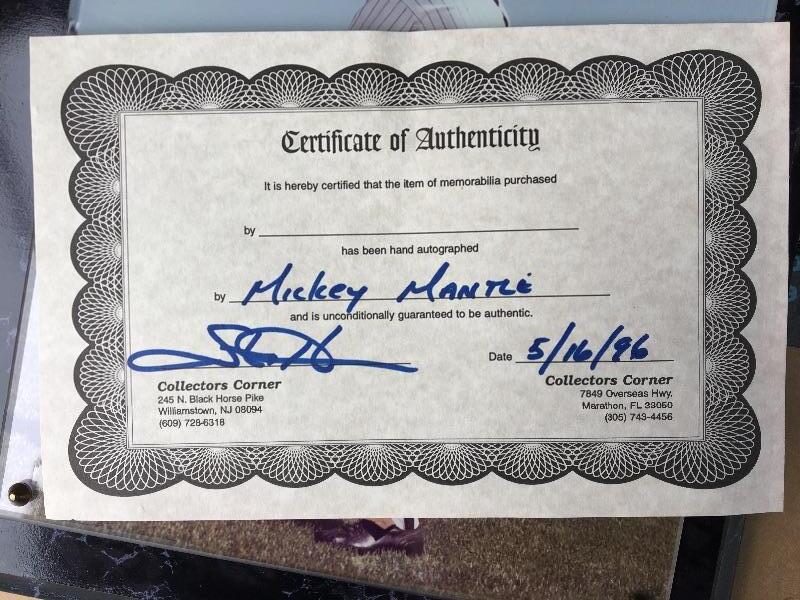 Certificate of Authenticity
It is hereby certified that the item of memorabilia purchased
by
has been hand autographed
by Mickey Mantle
and is unconditionally guaranteed to be authentic.
Date 5/16/96
Collectors Corner
245 N. Black Horse Pike
Williamstown, NJ 08094
(609) 728-6318
Collectors Corner
7849 Overseas Hwy.
Marathon, FL 33050
(305) 743-4456